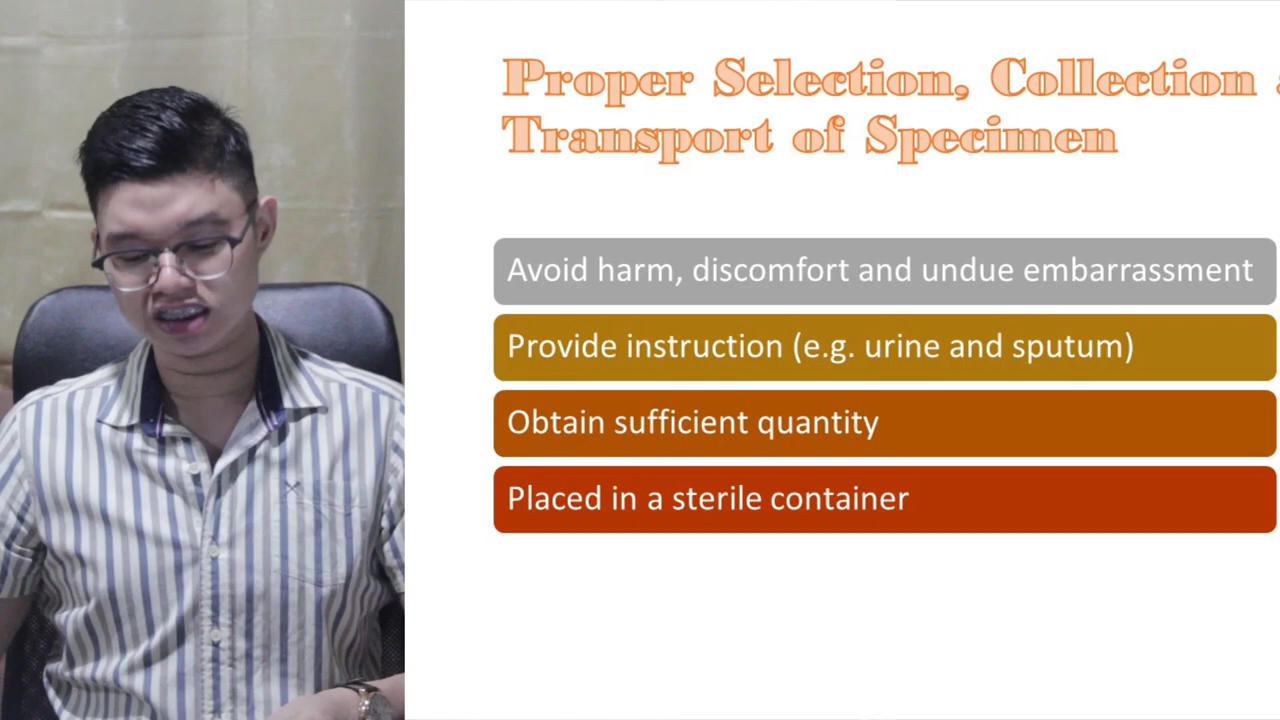 Proper Selection, Collection
Transport of Specimen
Avoid harm, discomfort and undue embarrassment
Provide instruction (e.g. urine and sputum)
Obtain sufficient quantity
Placed in a sterile container